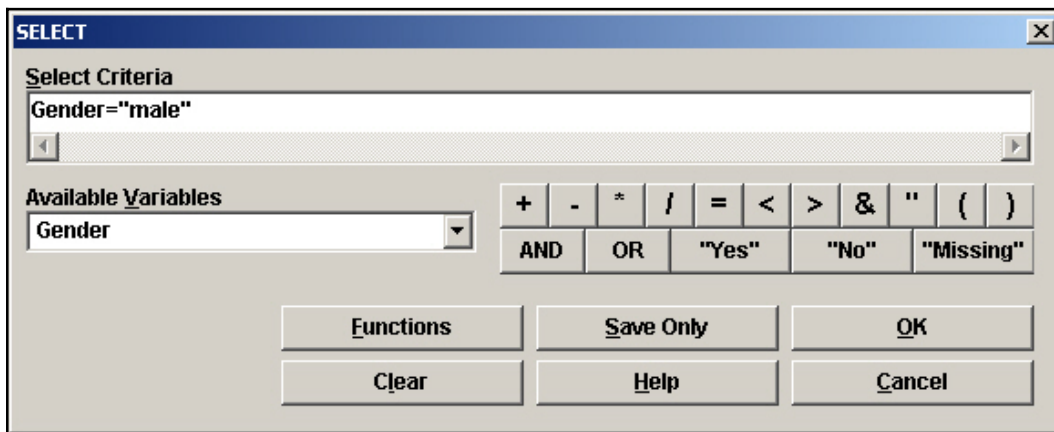 SELECT
Select Criteria
Gender="male"
Available Variables
Gender
+ - * / = < > & " ( )
AND OR "Yes" "No" "Missing"
Functions Save Only OK
Clear Help Cancel